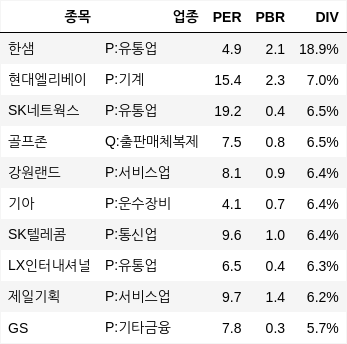 종목 업종 PER PBR DIV
한샘 P:유통업 4.9 2.1 18.9%
현대엘리베이 P:기계 15.4 2.3 7.0%
SK네트웍스 P:유통업 19.2 0.4 6.5%
골프존 Q:출판매체복제 7.5 0.8 6.5%
강원랜드 P:서비스업 8.1 0.9 6.4%
기아 P:운수장비 4.1 0.7 6.4%
SK텔레콤 P:통신업 9.6 1.0 6.4%
LX인터내셔널 P:유통업 6.5 0.4 6.3%
제일기획 P:서비스업 9.7 1.4 6.2%
GS P:기타금융 7.8 0.3 5.7%